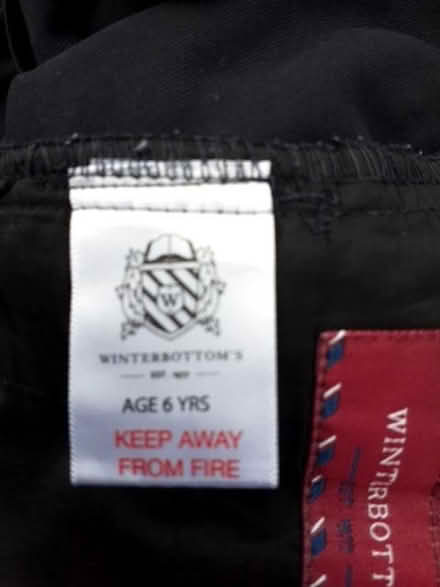 W
WINTERBOTTOM'S
AGE 6 YRS
KEEP AWAY
FROM FIRE
WINTERBOTT